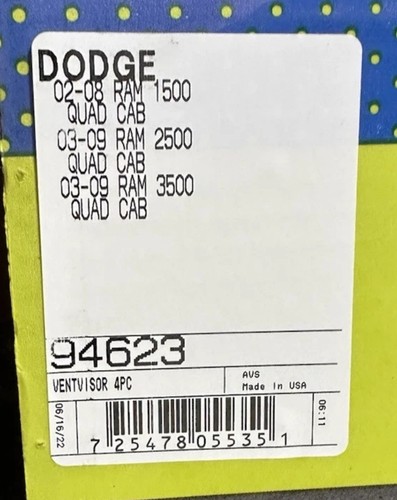 DODGE
02-08 RAM 1500
QUAD CAB
03-09 RAM 2500
QUAD CAB
03-09 RAM 3500
QUAD CAB
94623
VENTVISOR 4PC
AVS
Made In USA
06/16/22
7 25478 05535 1
06:11